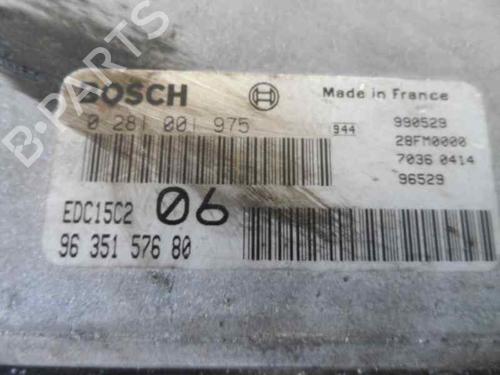 B-PARTS
BOSCH
Made in France
0 281 001 975
944
990529
28FM0000
7036 0414
96529
EDC15C2 06
96 351 576 80